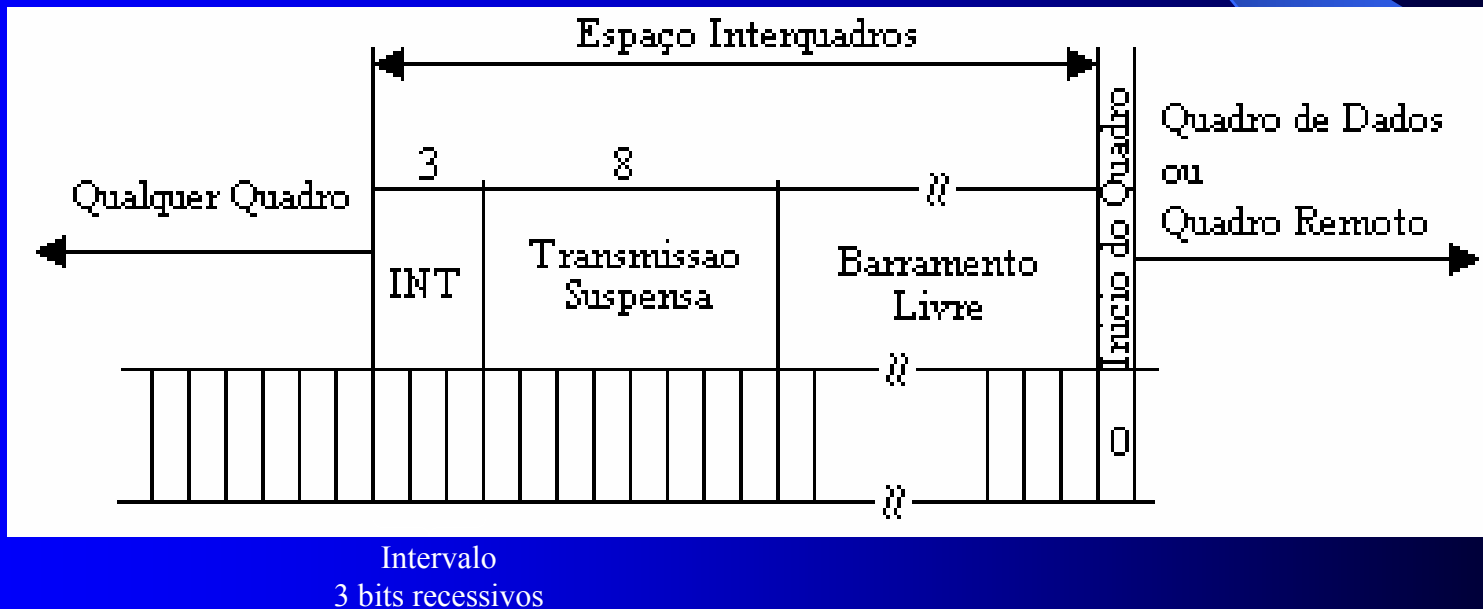 Espaço Interquadros
Quadro de Dados
ou
Quadro Remoto
Qualquer Quadro
3
8
INT
Transmissao
Suspensa
Barramento
Livre
Inicio do Quadro
0
Intervalo
3 bits recessivos